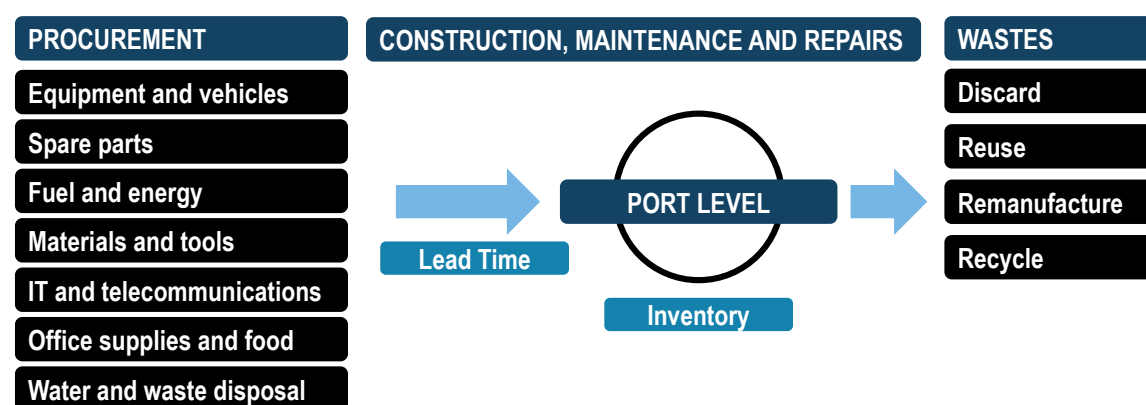 PROCUREMENT
Equipment and vehicles
Spare parts
Fuel and energy
Materials and tools
IT and telecommunications
Office supplies and food
Water and waste disposal
CONSTRUCTION, MAINTENANCE AND REPAIRS
PORT LEVEL
Lead Time
Inventory
WASTES
Discard
Reuse
Remanufacture
Recycle